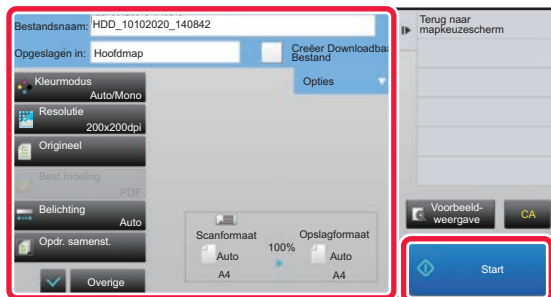 Bestandsnaam: HDD_10102020_140842
Opgeslagen in: Hoofdmap
Creëer Downloadbaa
Bestand
Opties
Kleurmodus
Auto/Mono
Resolutie
200x200dpi
Origineel
Best.Indeling
PDF
Belichting
Auto
Opdr. samenst.
Overige
Scanformaat
Auto
A4
100%
Opslagformaat
Auto
A4
Terug naar
mapkeuzescherm
Voorbeeld-
weergave
CA
Start